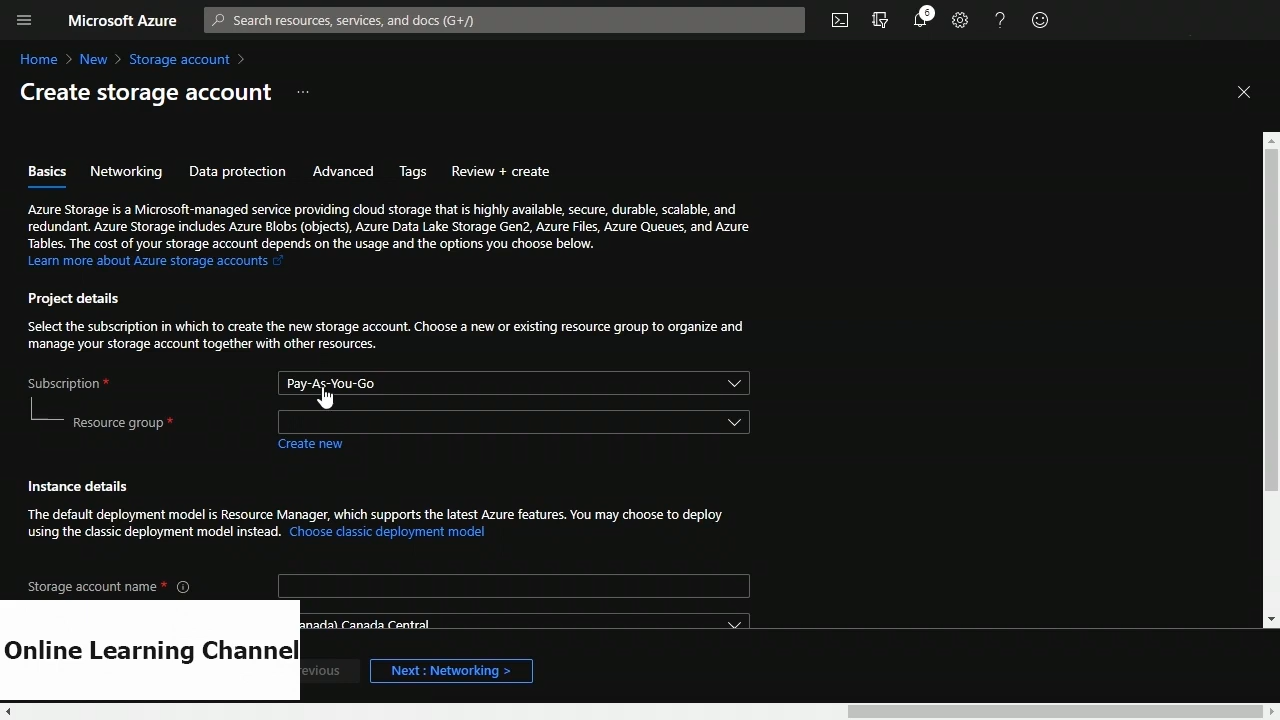 Microsoft Azure
Search resources, services, and docs (G+/)
6
Home > New > Storage account >
Create storage account ...
Basics Networking Data protection Advanced Tags Review + create
Azure Storage is a Microsoft-managed service providing cloud storage that is highly available, secure, durable, scalable, and
redundant. Azure Storage includes Azure Blobs (objects), Azure Data Lake Storage Gen2, Azure Files, Azure Queues, and Azure
Tables. The cost of your storage account depends on the usage and the options you choose below.
Learn more about Azure storage accounts
Project details
Select the subscription in which to create the new storage account. Choose a new or existing resource group to organize and
manage your storage account together with other resources.
Subscription * Pay-As-You-Go
Resource group *
Create new
Instance details
The default deployment model is Resource Manager, which supports the latest Azure features. You may choose to deploy
using the classic deployment model instead. Choose classic deployment model
Storage account name *
anada) Canada Central
Online Learning Channel
evious Next : Networking >